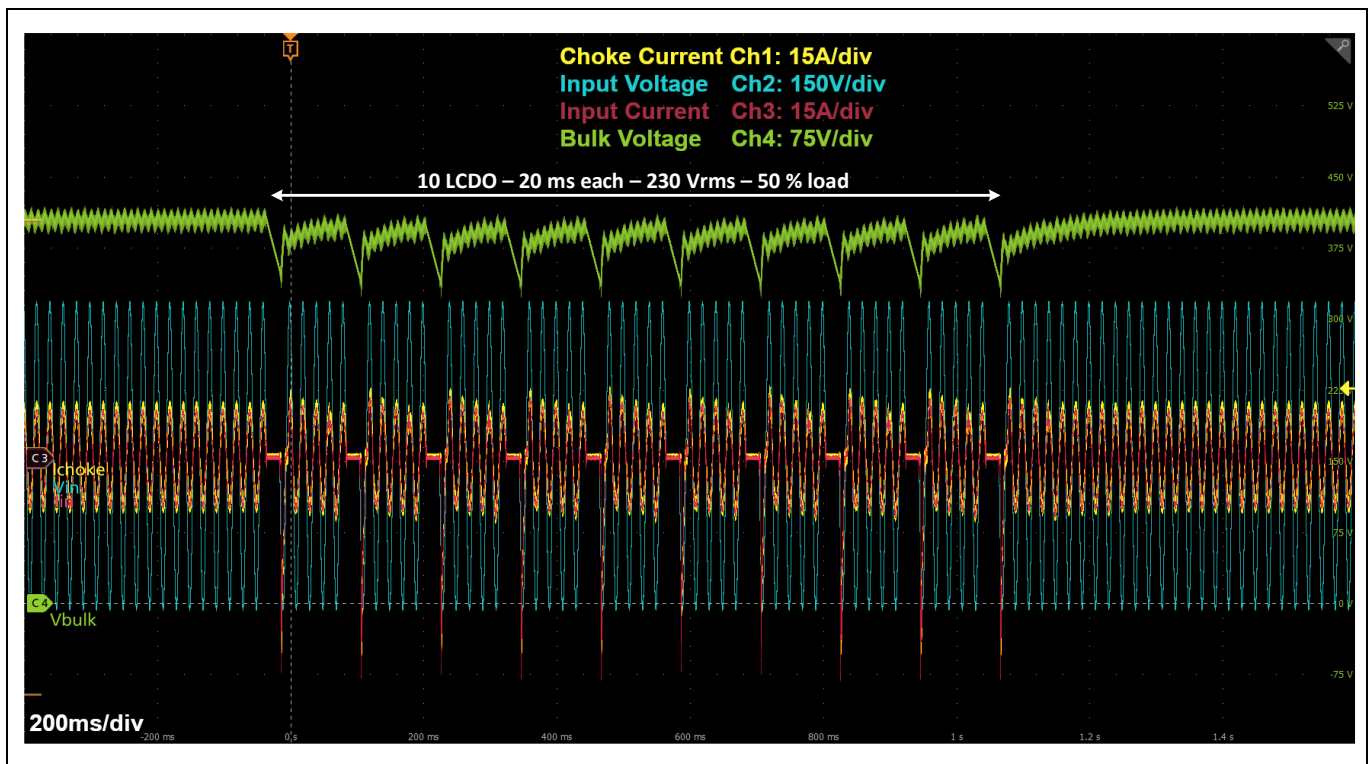 T
Choke Current Ch1: 15A/div
Input Voltage Ch2: 150V/div
Input Current Ch3: 15A/div
Bulk Voltage Ch4: 75V/div
525 V
10 LCDO – 20 ms each – 230 Vrms – 50 % load
450 V
375 V
300 V
C3
150 V
Ichoke
Vin
75 V
C4
0 V
Vbulk
-75 V
200ms/div
-200 ms
0 s
200 ms
400 ms
600 ms
800 ms
1 s
1.2 s
1.4 s